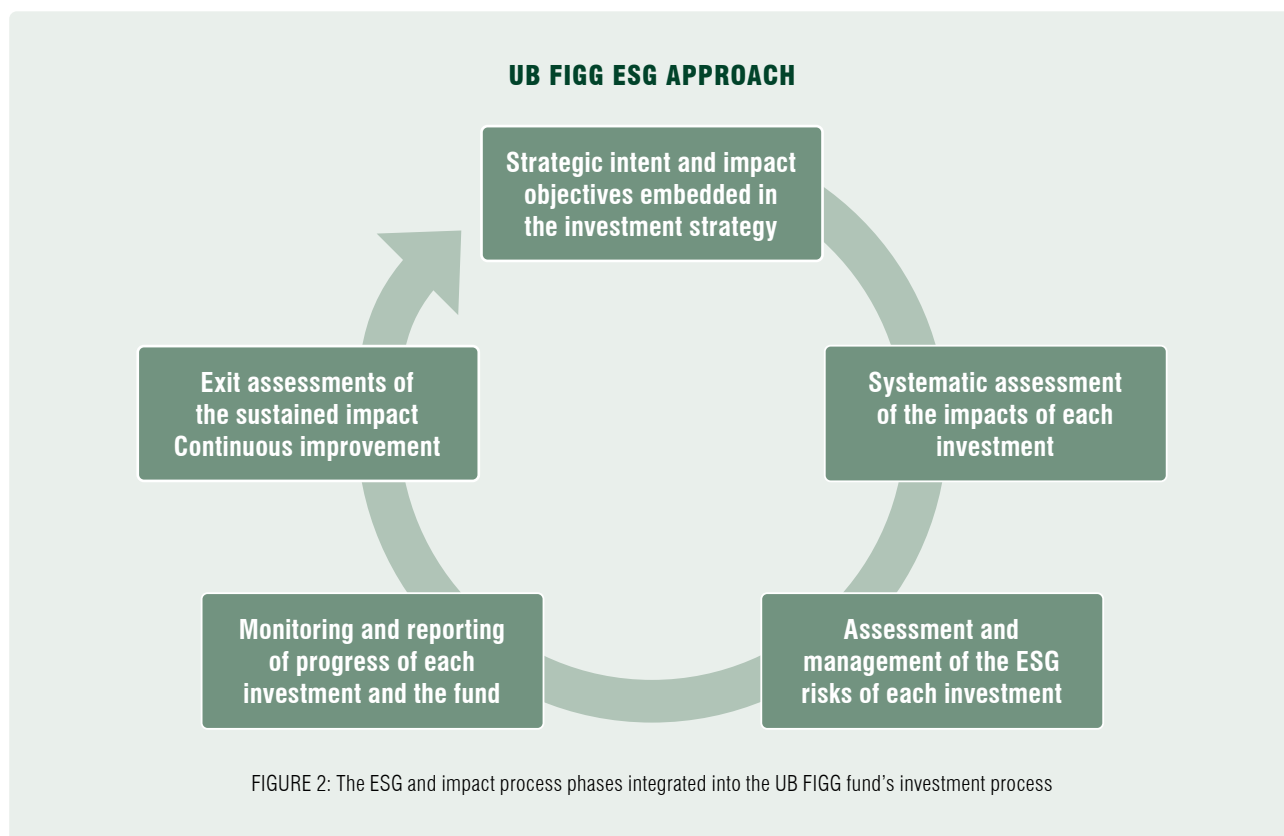 UB FIGG ESG APPROACH
Strategic intent and impact
objectives embedded in
the investment strategy
Systematic assessment
of the impacts of each
investment
Assessment and
management of the ESG
risks of each investment
Monitoring and reporting
of progress of each
investment and the fund
Exit assessments of
the sustained impact
Continuous improvement
FIGURE 2: The ESG and impact process phases integrated into the UB FIGG fund’s investment process